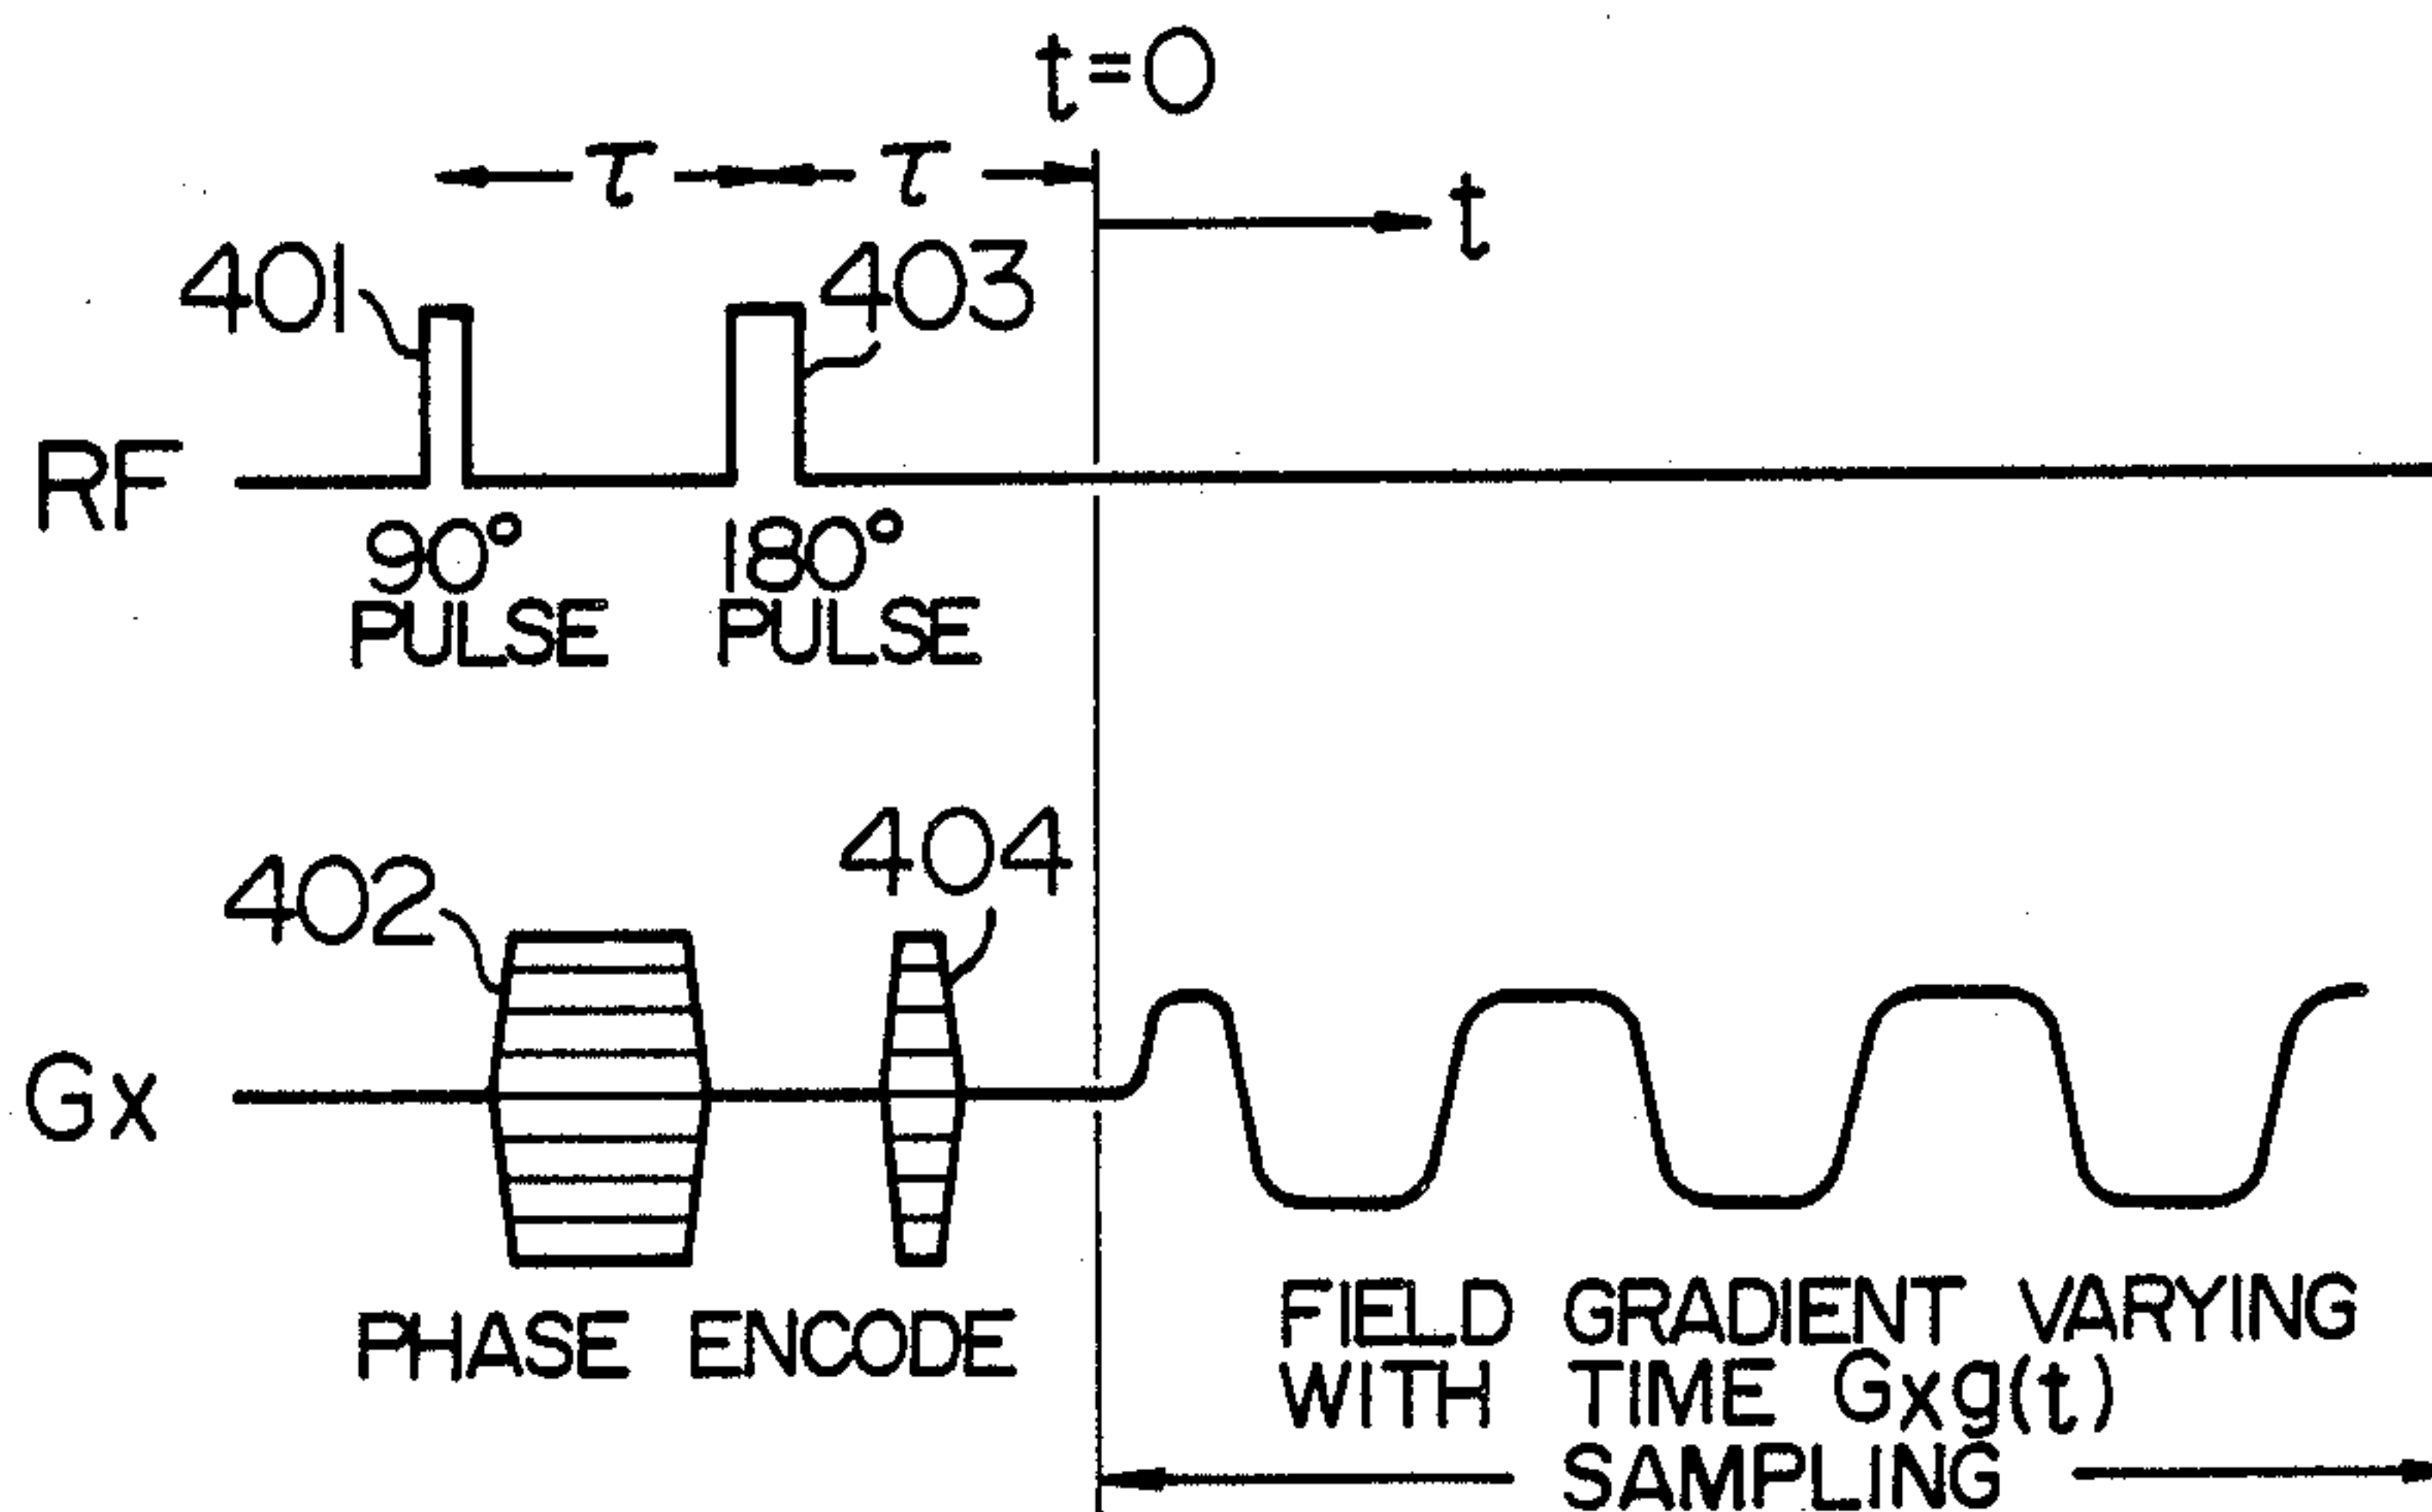 t=0
τ τ
t
401 403
RF
90° 180°
PULSE PULSE
402 404
Gx
PHASE ENCODE
FIELD GRADIENT VARYING
WITH TIME Gxg(t)
SAMPLING